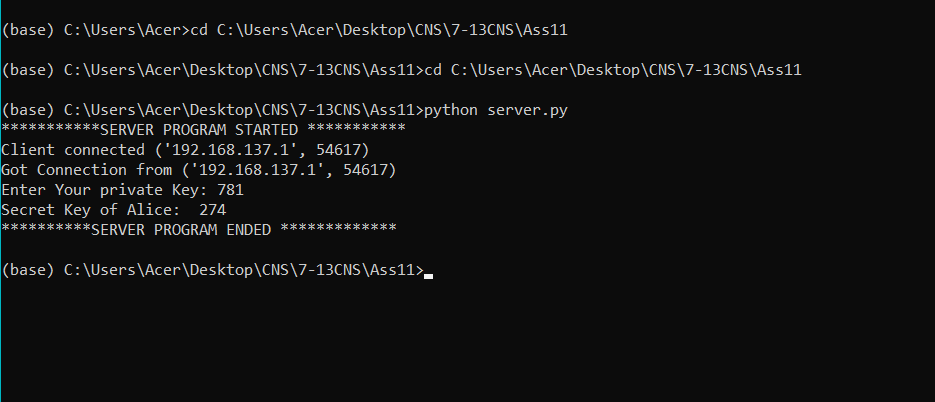 (base) C:\Users\Acer>cd C:\Users\Acer\Desktop\CNS\7-13CNS\Ass11
(base) C:\Users\Acer\Desktop\CNS\7-13CNS\Ass11>cd C:\Users\Acer\Desktop\CNS\7-13CNS\Ass11
(base) C:\Users\Acer\Desktop\CNS\7-13CNS\Ass11>python server.py
***********SERVER PROGRAM STARTED ***********
Client connected ('192.168.137.1', 54617)
Got Connection from ('192.168.137.1', 54617)
Enter Your private Key: 781
Secret Key of Alice:  274
**********SERVER PROGRAM ENDED *************
(base) C:\Users\Acer\Desktop\CNS\7-13CNS\Ass11>